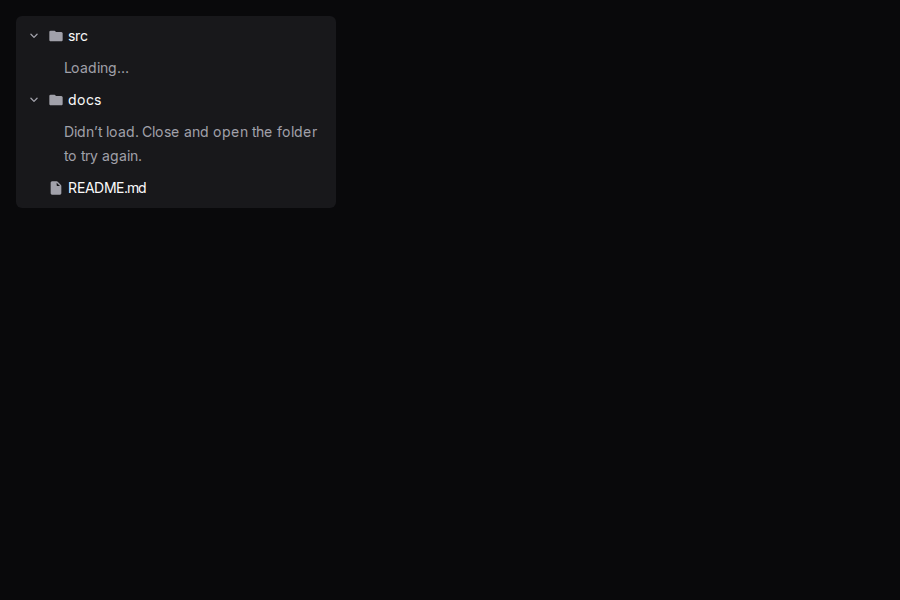 src
Loading...
docs
Didn’t load. Close and open the folder
to try again.
README.md